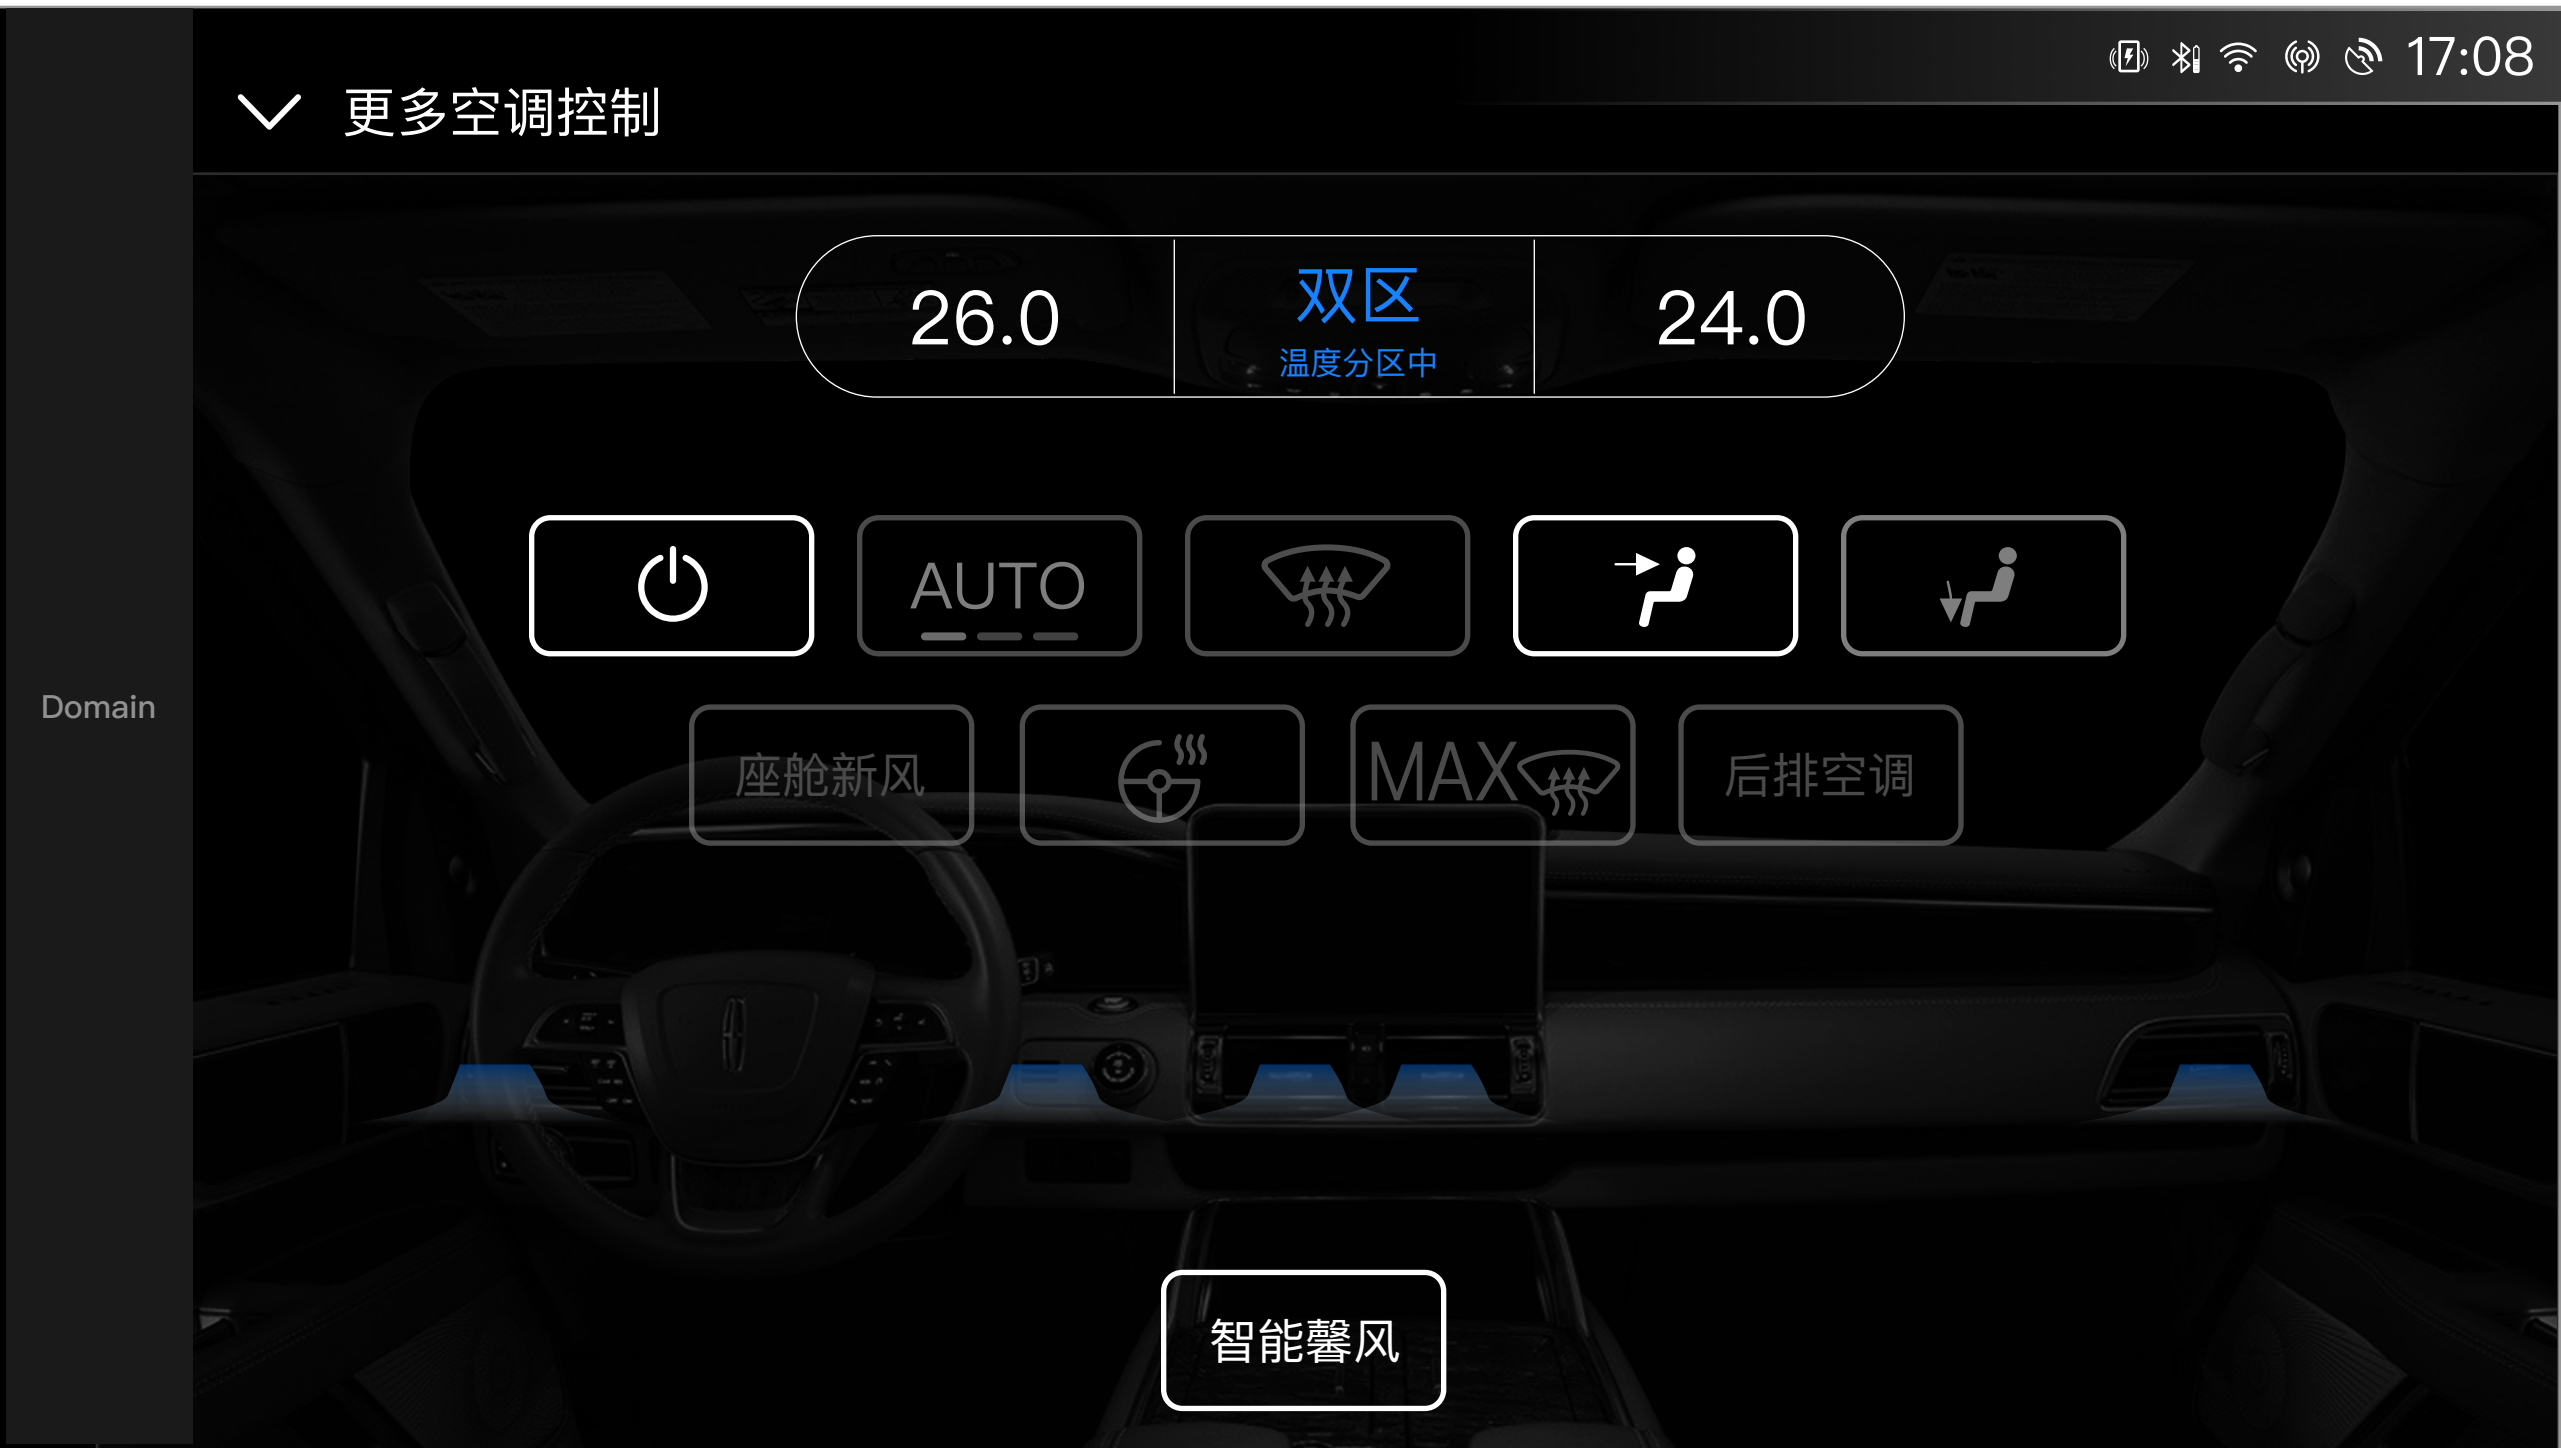 17:08
更多空调控制
26.0
双区
温度分区中
24.0
AUTO
Domain
座舱新风
MAX
后排空调
智能馨风